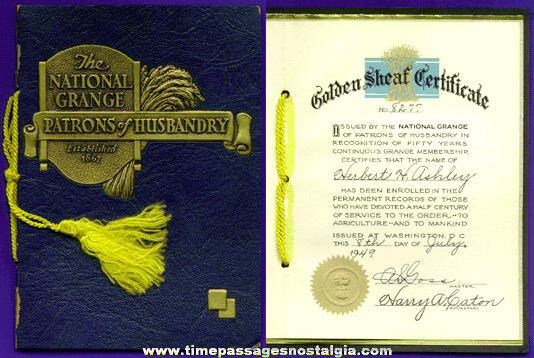 The
NATIONAL
GRANGE
PATRONS of HUSBANDRY
Established
1867
Golden Sheaf Certificate
No. 8277
ISSUED BY THE NATIONAL GRANGE
OF PATRONS OF HUSBANDRY IN
RECOGNITION OF FIFTY YEARS
CONTINUOUS GRANGE MEMBERSHIP.
CERTIFIES THAT THE NAME OF
Herbert H. Ashley
HAS BEEN ENROLLED IN THE
PERMANENT RECORDS OF THOSE
WHO HAVE DEVOTED A HALF CENTURY
OF SERVICE TO THE ORDER--TO
AGRICULTURE--AND TO MANKIND
ISSUED AT WASHINGTON, D.C.
THIS 8th DAY OF July,
1949
A S Goss
MASTER.
Harry A. Caton
SECRETARY.
www.timepassagesnostalgia.com